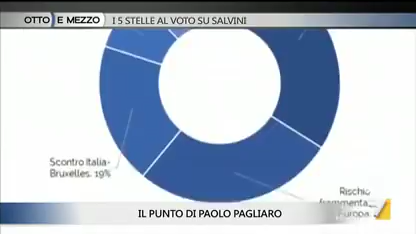 OTTO E MEZZO
I 5 STELLE AL VOTO SU SALVINI
Scontro Italia-
Bruxelles, 19%
Rischio
frammenta
Europa
IL PUNTO DI PAOLO PAGLIARO